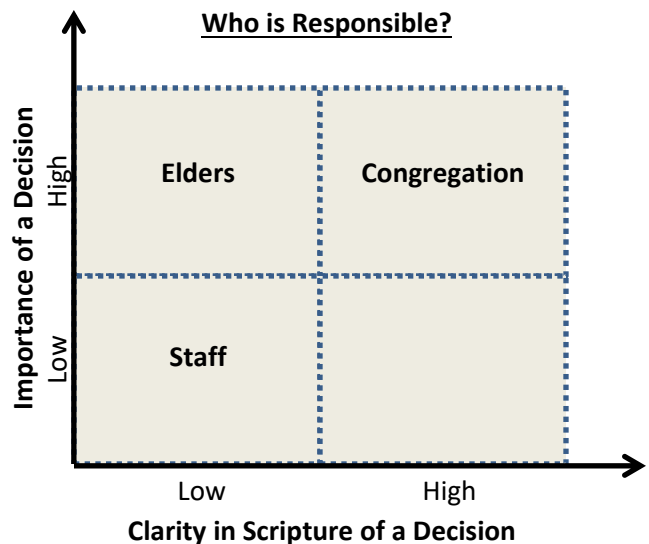 Who is Responsible?
Importance of a Decision
High
Low
Elders
Congregation
Staff
Low
High
Clarity in Scripture of a Decision